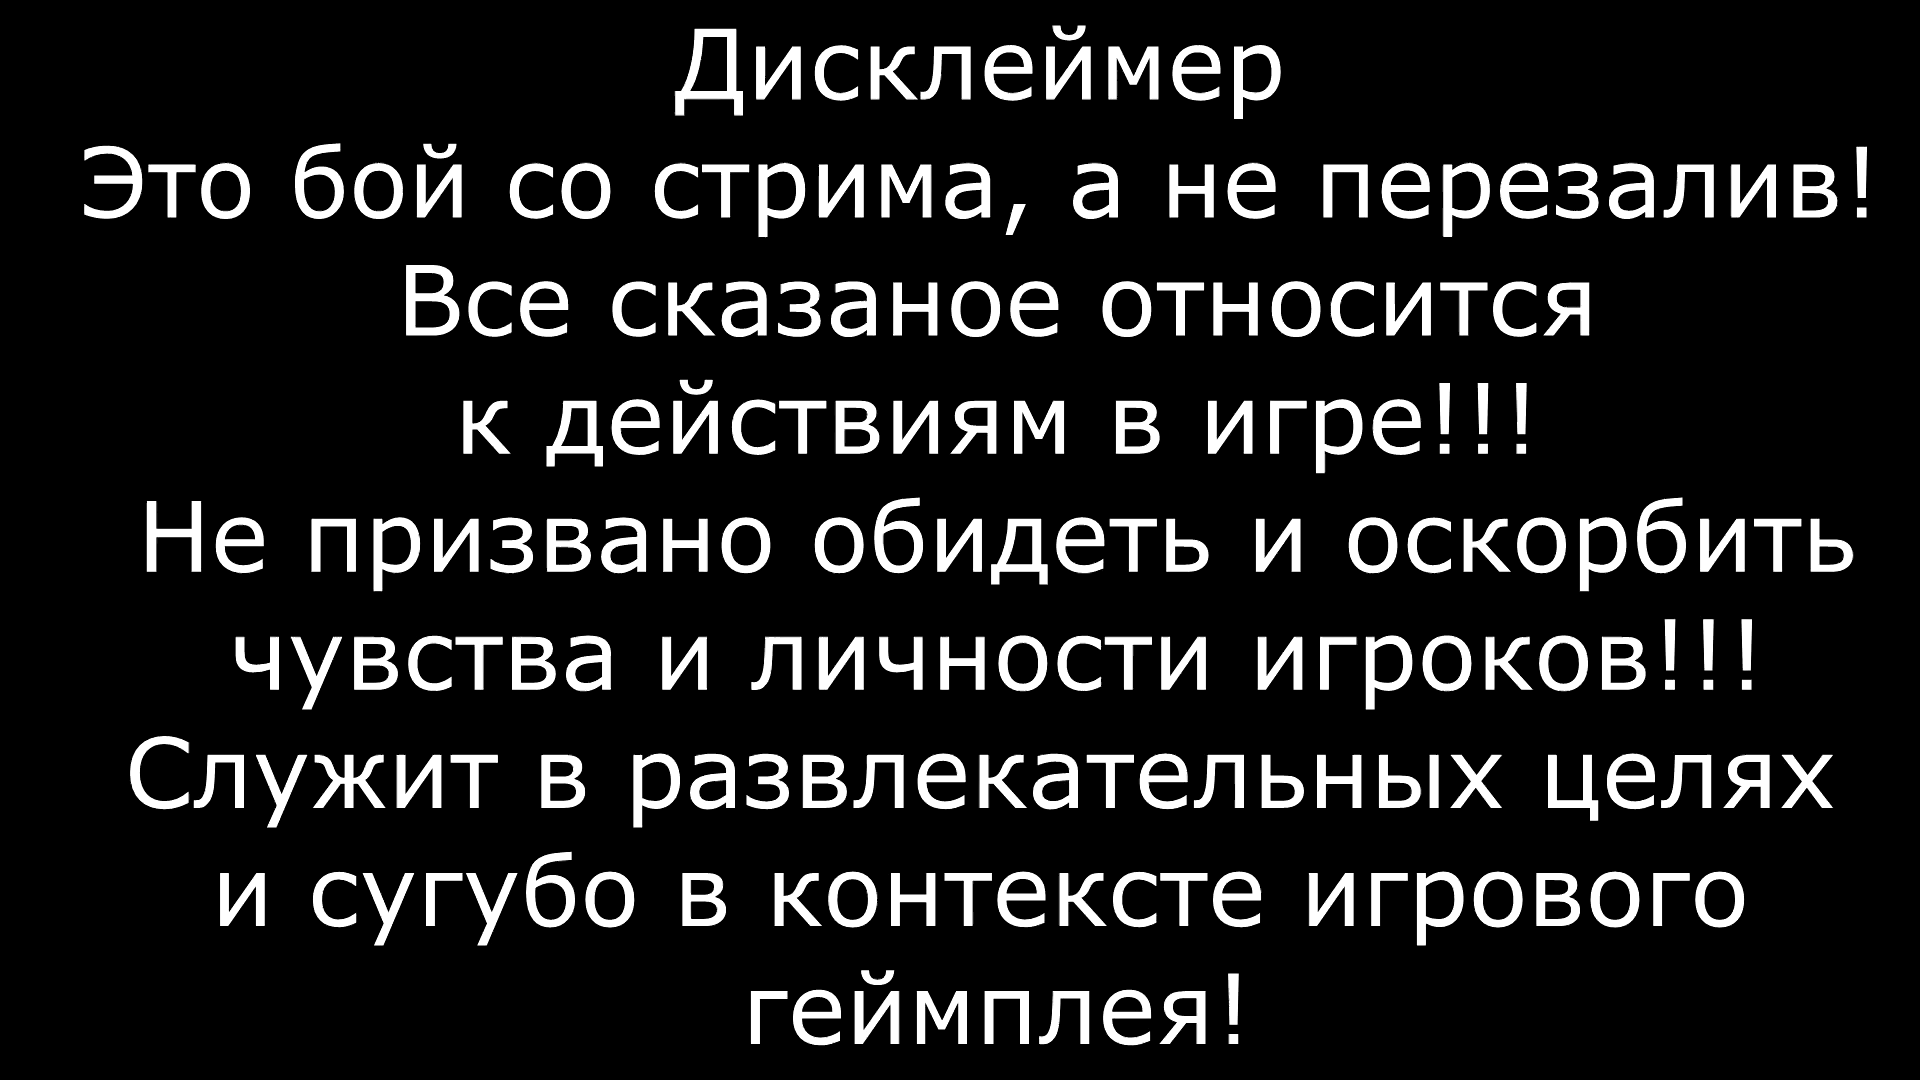 Дисклеймер
Это бой со стрима, а не перезалив!
Все сказаное относится
к действиям в игре!!!
Не призвано обидеть и оскорбить
чувства и личности игроков!!!
Служит в развлекательных целях
и сугубо в контексте игрового
геймплея!